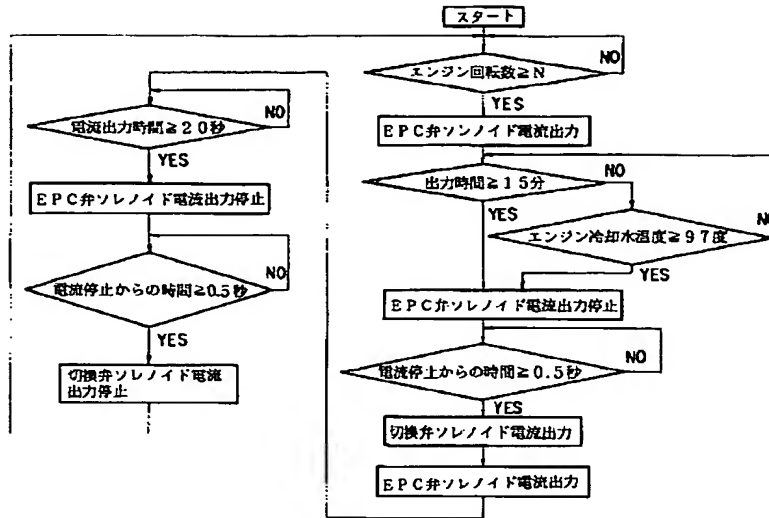 スタート
NO
エンジン回転数≧N
YES
EPC弁ソンノイド電流出力
出力時間≧15分
NO
YES
エンジン冷却水温度≧97度
NO
YES
EPC弁ソレノイド電流出力停止
電流停止からの時間≧0.5秒
NO
YES
切換弁ソレノイド電流出力
EPC弁ソレノイド電流出力
電流出力時間≧20秒
NO
YES
EPC弁ソレノイド電流出力停止
NO
電流停止からの時間≧0.5秒
YES
切換弁ソレノイド電流
出力停止